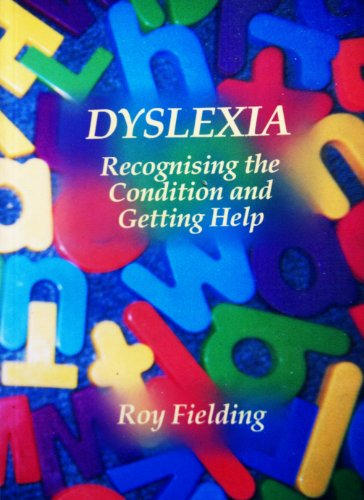 DYSLEXIA
Recognising the
Condition and
Getting Help
Roy Fielding